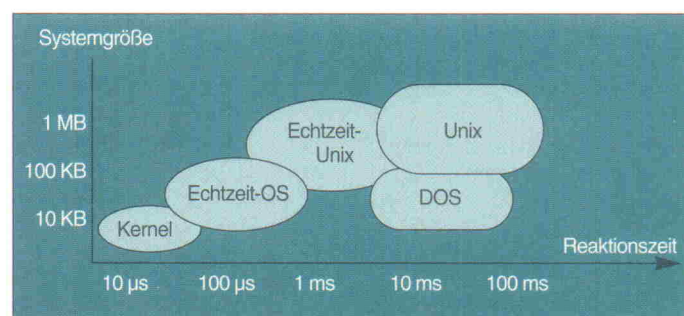 Systemgröße
1 MB
100 KB
10 KB
Echtzeit-
Unix
Unix
Echtzeit-OS
DOS
Kernel
Reaktionszeit
10 µs
100 µs
1 ms
10 ms
100 ms